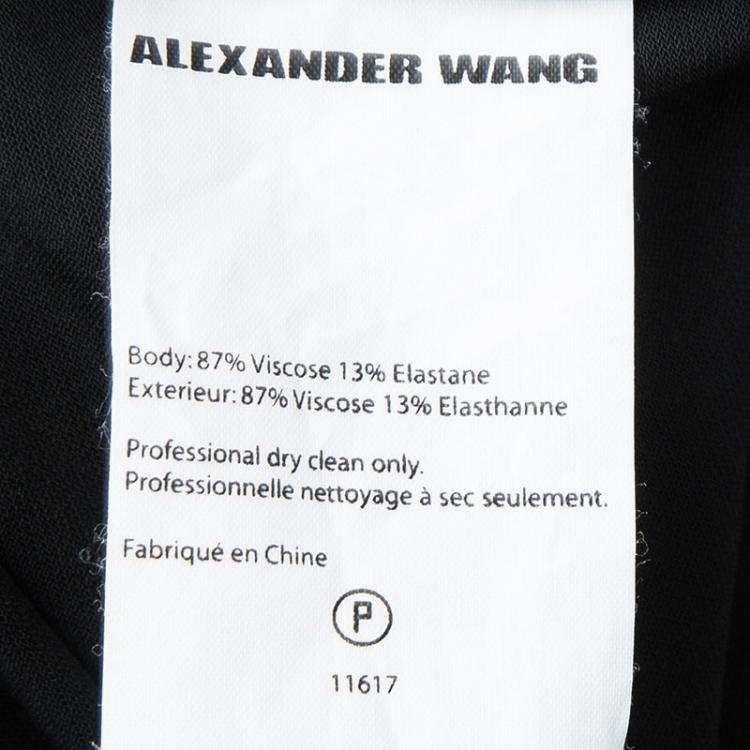 ALEXANDER WANG
Body: 87% Viscose 13% Elastane
Exterieur: 87% Viscose 13% Elasthanne
Professional dry clean only.
Professionnelle nettoyage à sec seulement.
Fabriqué en Chine
P
11617